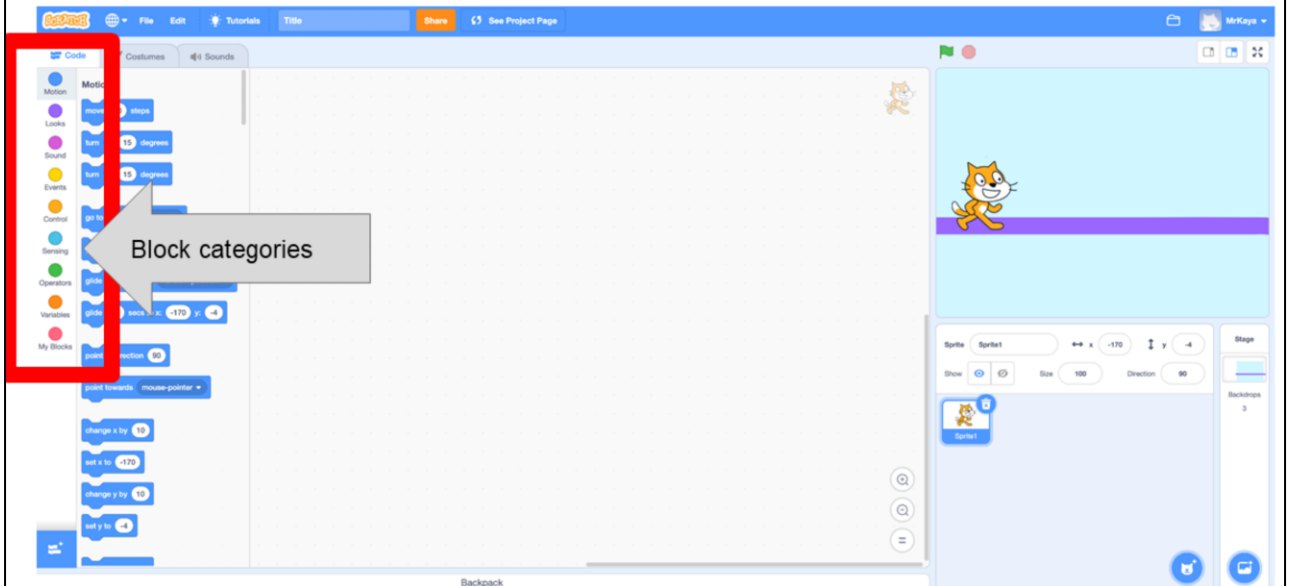 SCRATCH File Edit Tutorials Title Share See Project Page MrKaya
Code Costumes Sounds
Motion
Looks
Sound
Events
Control
Sensing
Operators
Variables
My Blocks
Motio
move steps
turn 15 degrees
turn 15 degrees
go to
Block categories
glide
glide secs x: -170 y: -4
point ection 90
point towards mouse-pointer
change x by 10
set x to -170
change y by 10
set y to -4
Sprite Sprite1 x -170 y -4
Show Size 100 Direction 90
Sprite1
Stage
Backdrops
3
Backpack